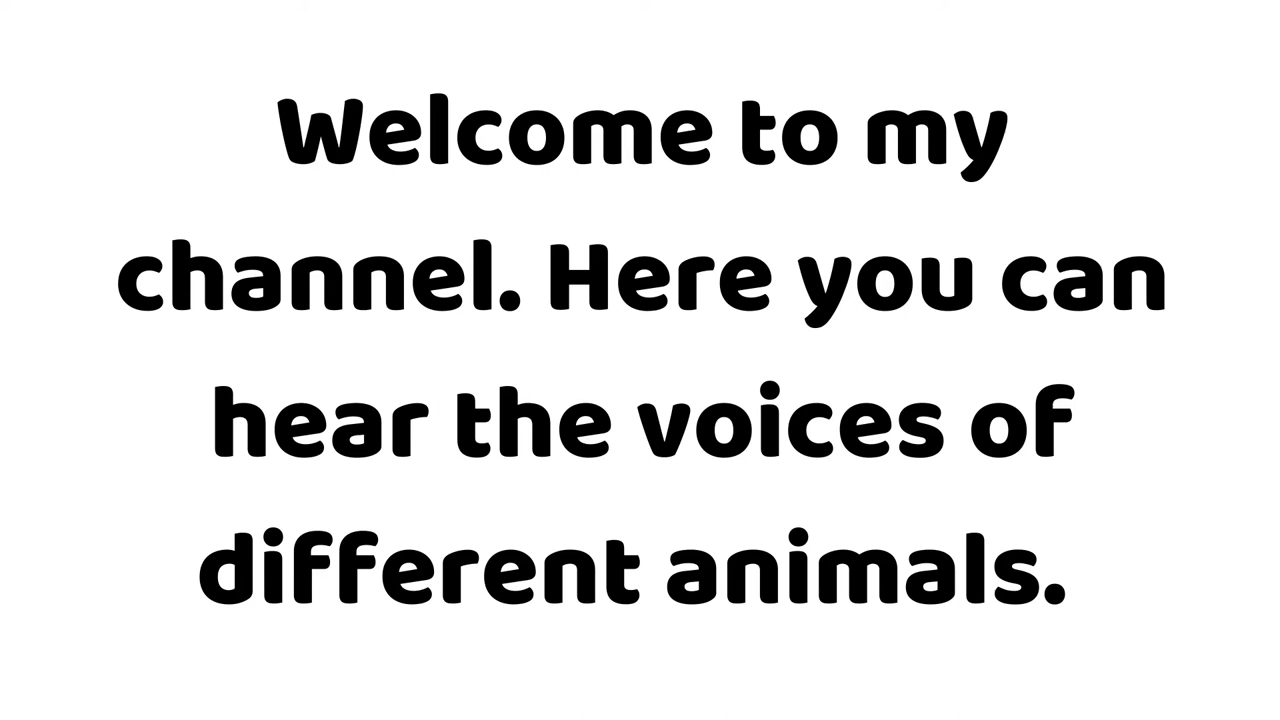 Welcome to my
channel. Here you can
hear the voices of
different animals.